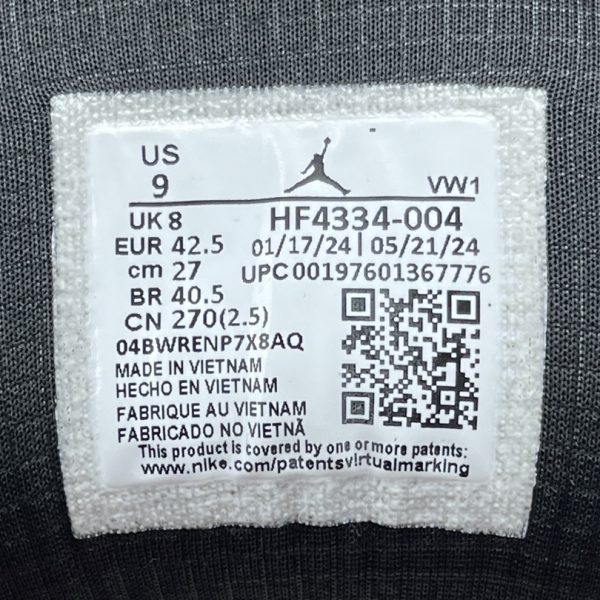 US
9
VW1
UK 8
HF4334-004
EUR 42.5
01/17/24 | 05/21/24
cm 27
UPC 00197601367776
BR 40.5
CN 270(2.5)
04BWRENP7X8AQ
MADE IN VIETNAM
HECHO EN VIETNAM
FABRIQUE AU VIETNAM
FABRICADO NO VIETNÃ
This product is covered by one or more patents:
www.nike.com/patentsv!rtualmarking